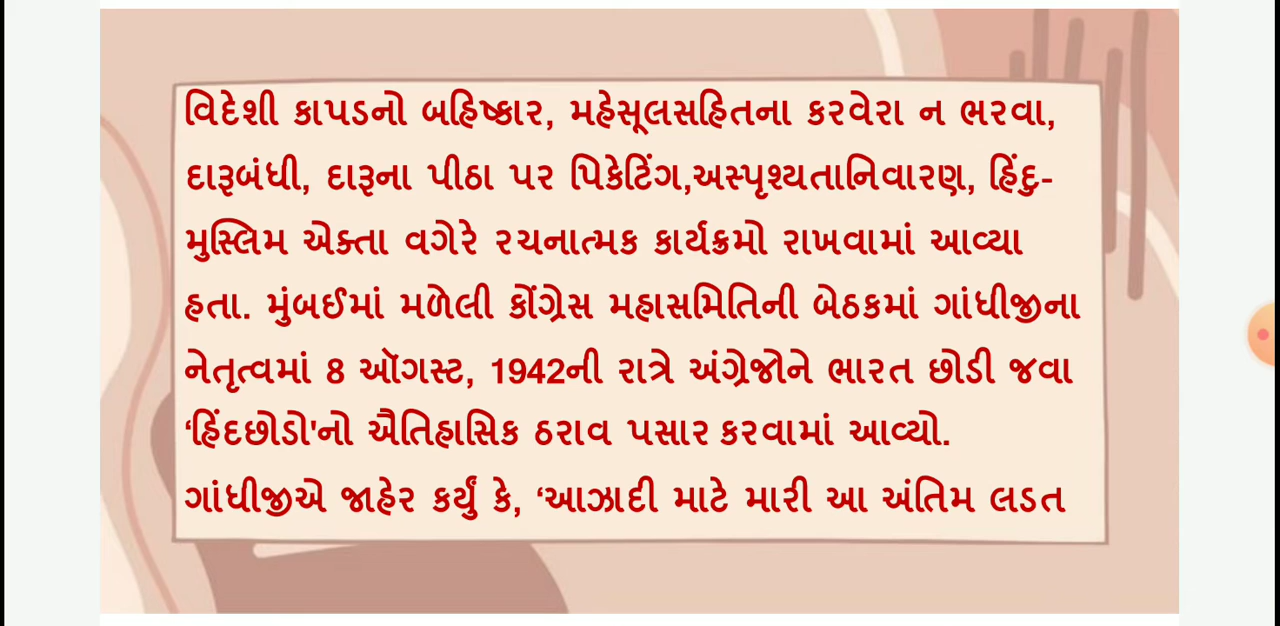 વિદેશી કાપડનો બહિષ્કાર, મહેસૂલસહિતના કરવેરા ન ભરવા,
દારૂબંધી, દારૂના પીઠા પર પિકેટિંગ,અસ્પૃશ્યતાનિવારણ, હિંદુ-
મુસ્લિમ એક્તા વગેરે રચનાત્મક કાર્યક્રમો રાખવામાં આવ્યા
હતા. મુંબઈમાં મળેલી કોંગ્રેસ મહાસમિતિની બેઠકમાં ગાંધીજીના
નેતૃત્વમાં 8 ઑગસ્ટ, 1942ની રાત્રે અંગ્રેજોને ભારત છોડી જવા
‘હિંદછોડો'નો ઐતિહાસિક ઠરાવ પસાર કરવામાં આવ્યો.
ગાંધીજીએ જાહેર કર્યું કે, ‘આઝાદી માટે મારી આ અંતિમ લડત